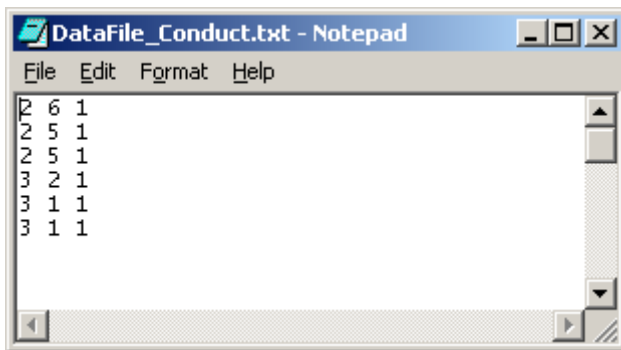 DataFile_Conduct.txt - Notepad
File Edit Format Help
2 6 1
2 5 1
2 5 1
3 2 1
3 1 1
3 1 1